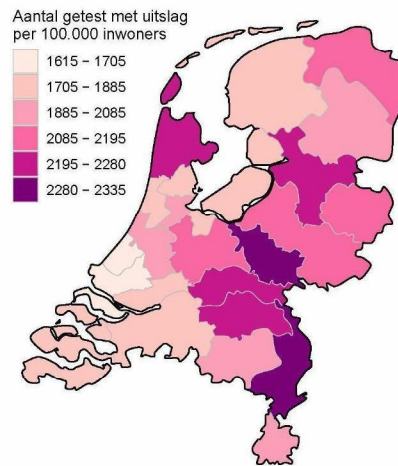 Aantal getest met uitslag
per 100.000 inwoners
1615 – 1705
1705 – 1885
1885 – 2085
2085 – 2195
2195 – 2280
2280 – 2335